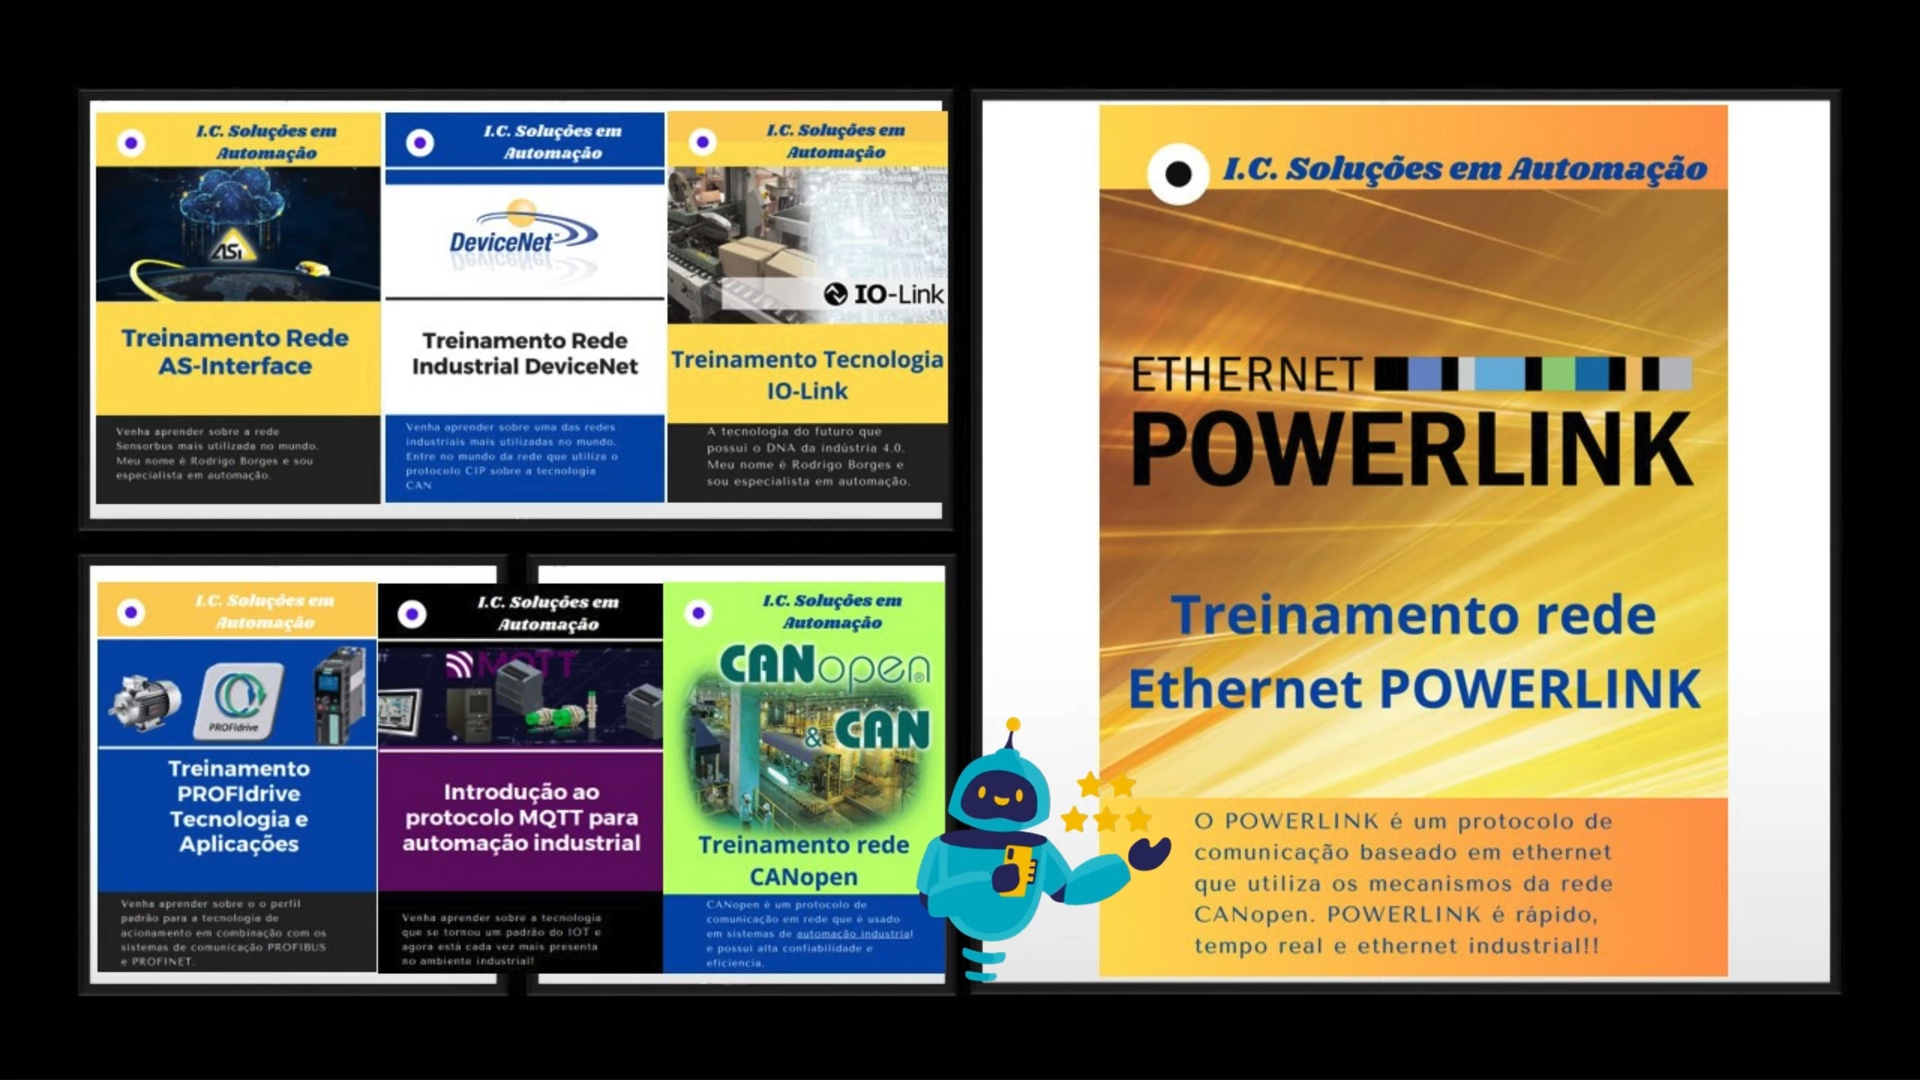 I.C. Soluções em
Automação
ASi
Treinamento Rede
AS-Interface
Venha aprender sobre a rede
Sensorbus mais utilizada no mundo.
Meu nome é Rodrigo Borges e sou
especialista em automação.
I.C. Soluções em
Automação
DeviceNet
Treinamento Rede
Industrial DeviceNet
Venha aprender sobre uma das redes
industriais mais utilizadas no mundo.
Entre no mundo da rede que utiliza o
protocolo CIP sobre a tecnologia
CAN
I.C. Soluções em
Automação
IO-Link
Treinamento Tecnologia
IO-Link
A tecnologia do futuro que
possui o DNA da indústria 4.0.
Meu nome é Rodrigo Borges e
sou especialista em automação.
I.C. Soluções em
Automação
PROFIdrive
Treinamento
PROFIdrive
Tecnologia e
Aplicações
Venha aprender sobre o o perfil
padrão para a tecnologia de
acionamento em combinação com os
sistemas de comunicação PROFIBUS
e PROFINET.
I.C. Soluções em
Automação
MQTT
Introdução ao
protocolo MQTT para
automação industrial
Venha aprender sobre a tecnologia
que se tornou um padrão do IOT e
agora está cada vez mais presenta
no ambiente industrial!
I.C. Soluções em
Automação
CANopen®
& CAN
Treinamento rede
CANopen
CANopen é um protocolo de
comunicação em rede que é usado
em sistemas de automação industrial
e possui alta confiabilidade e
eficiencia.
I.C. Soluções em Automação
ETHERNET
POWERLINK
Treinamento rede
Ethernet POWERLINK
O POWERLINK é um protocolo de
comunicação baseado em ethernet
que utiliza os mecanismos da rede
CANopen. POWERLINK é rápido,
tempo real e ethernet industrial!!